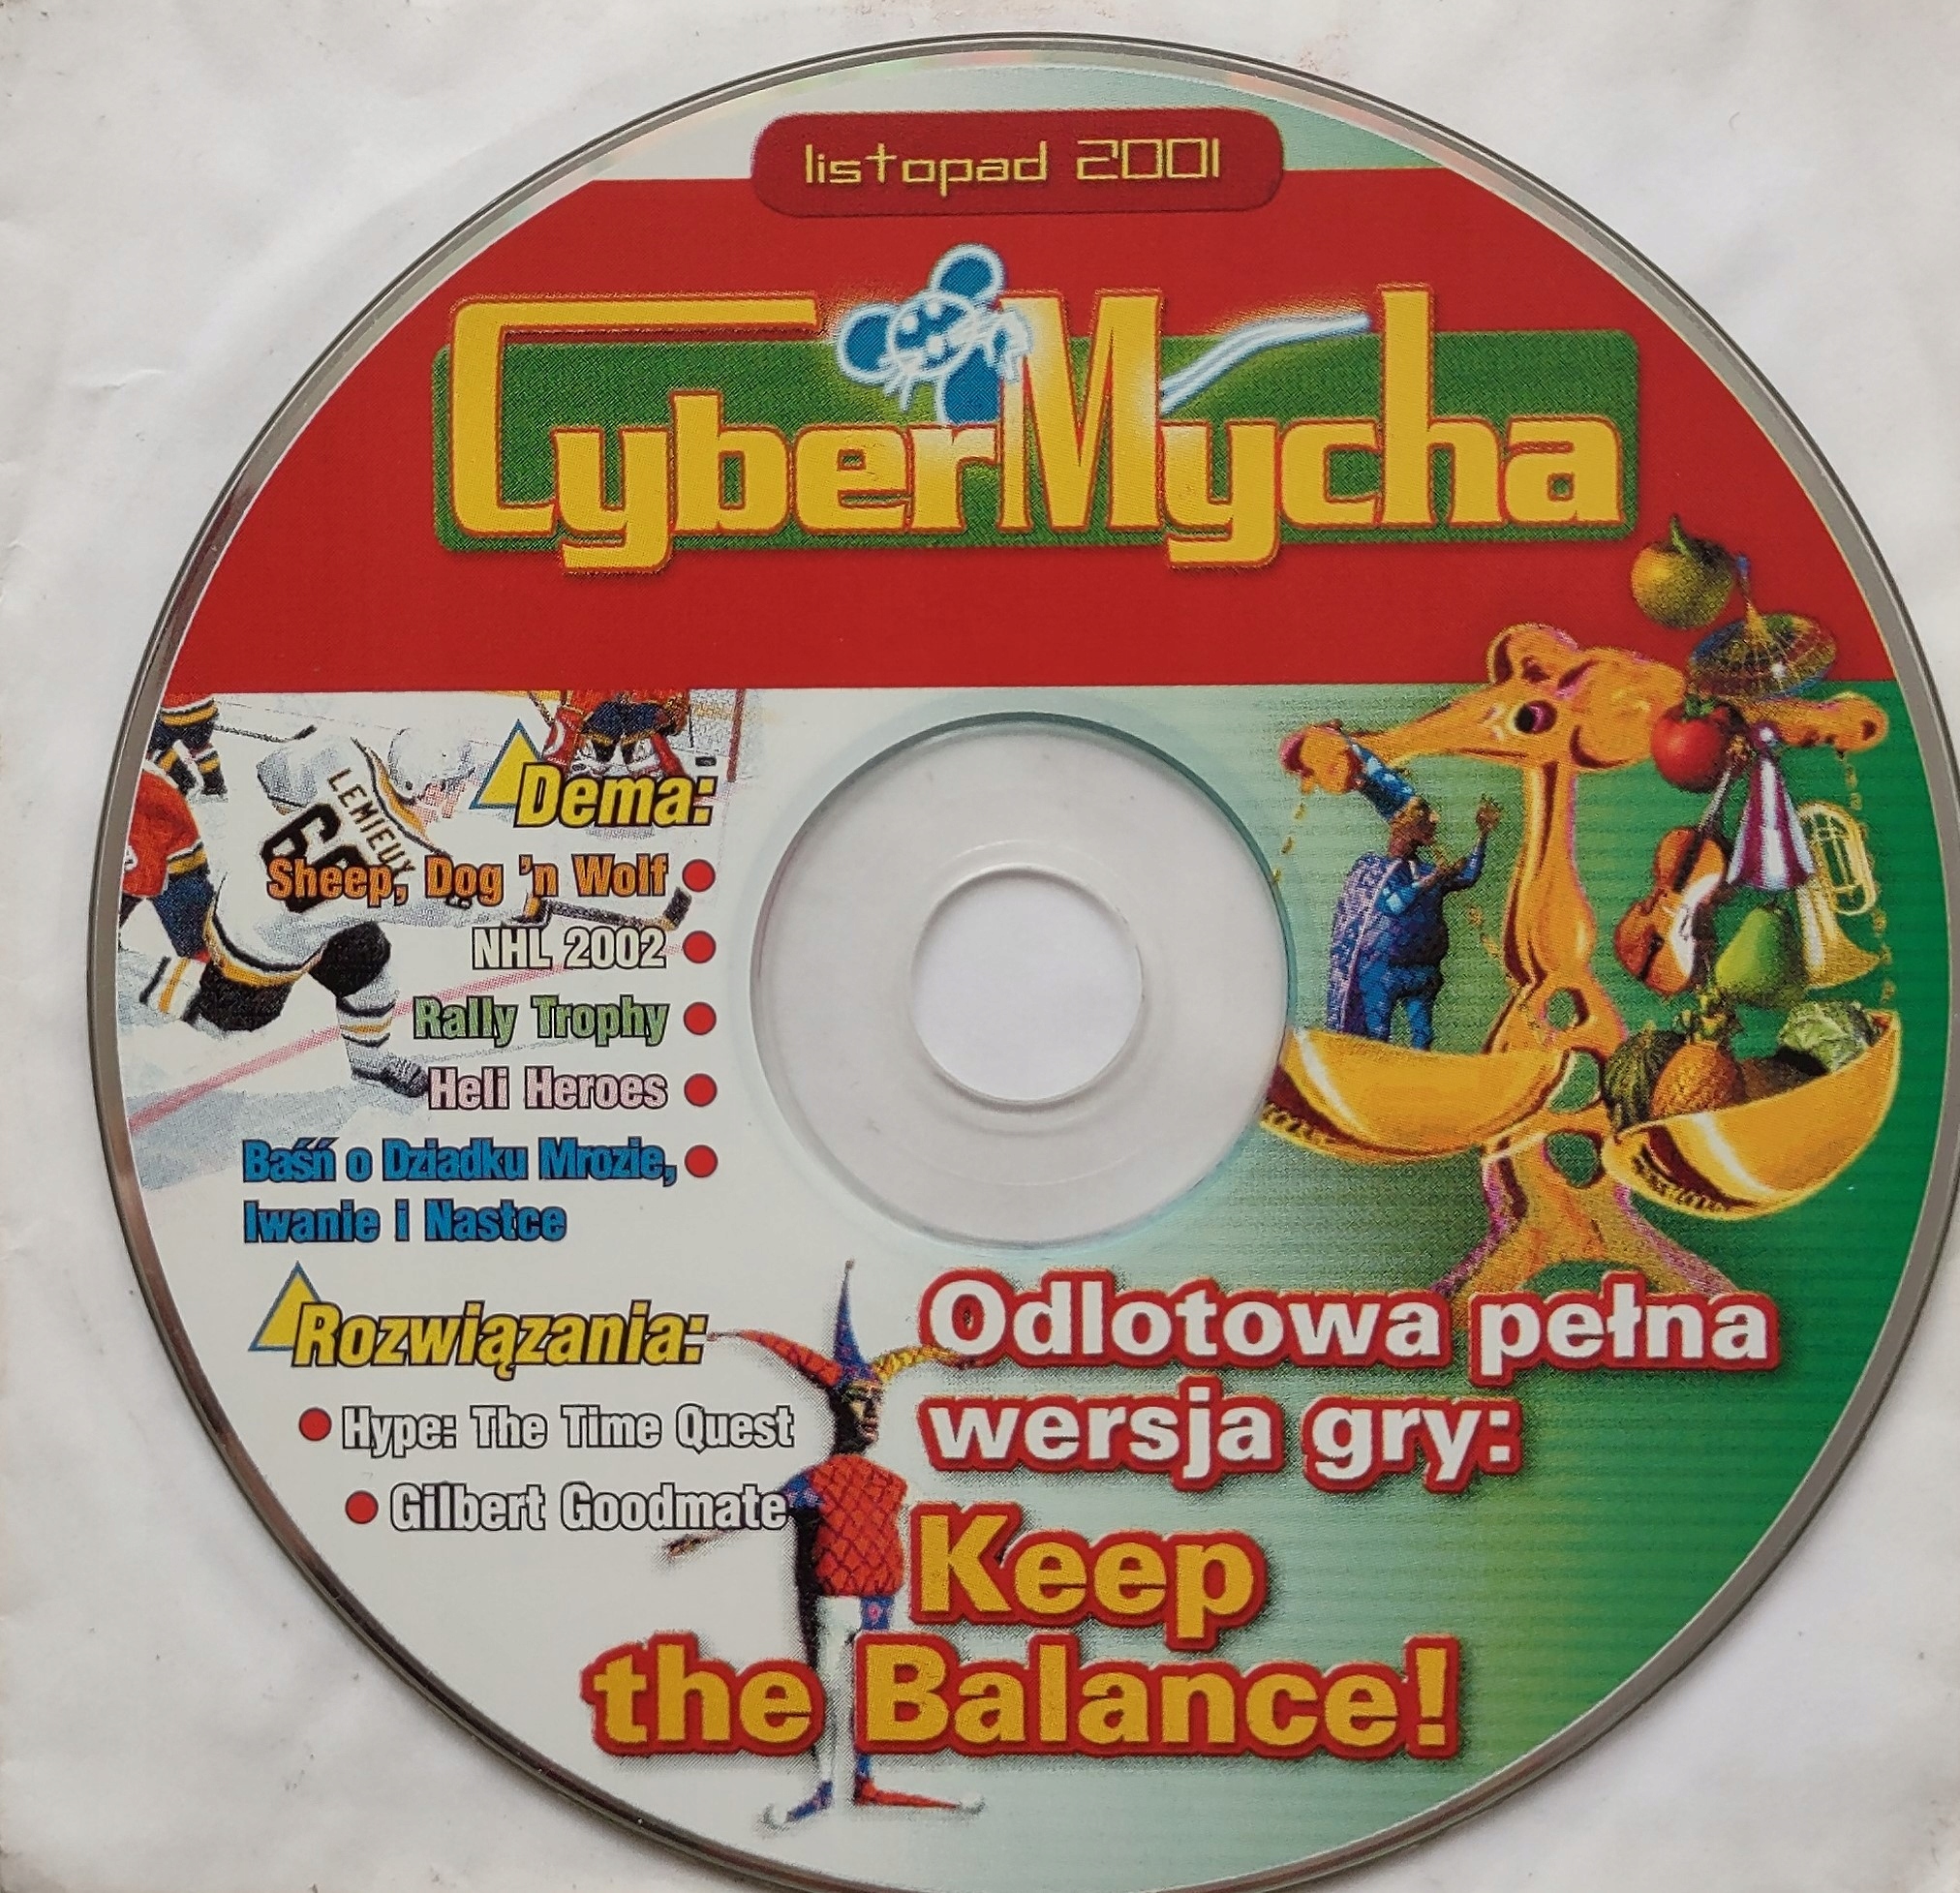 listopad 2001
CyberMycha
Dema:
LEMIEUX
Sheep, Dog 'n Wolf
NHL 2002
Rally Trophy
Heli Heroes
Baśń o Dziadku Mrozie,
Iwanie i Nastce
Rozwiązania:
Hype: The Time Quest
Gilbert Goodmate
Odlotowa pełna
wersja gry:
Keep
the Balance!